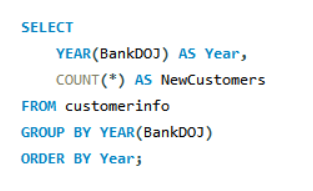 SELECT
    YEAR(BankDOJ) AS Year,
    COUNT(*) AS NewCustomers
FROM customerinfo
GROUP BY YEAR(BankDOJ)
ORDER BY Year;